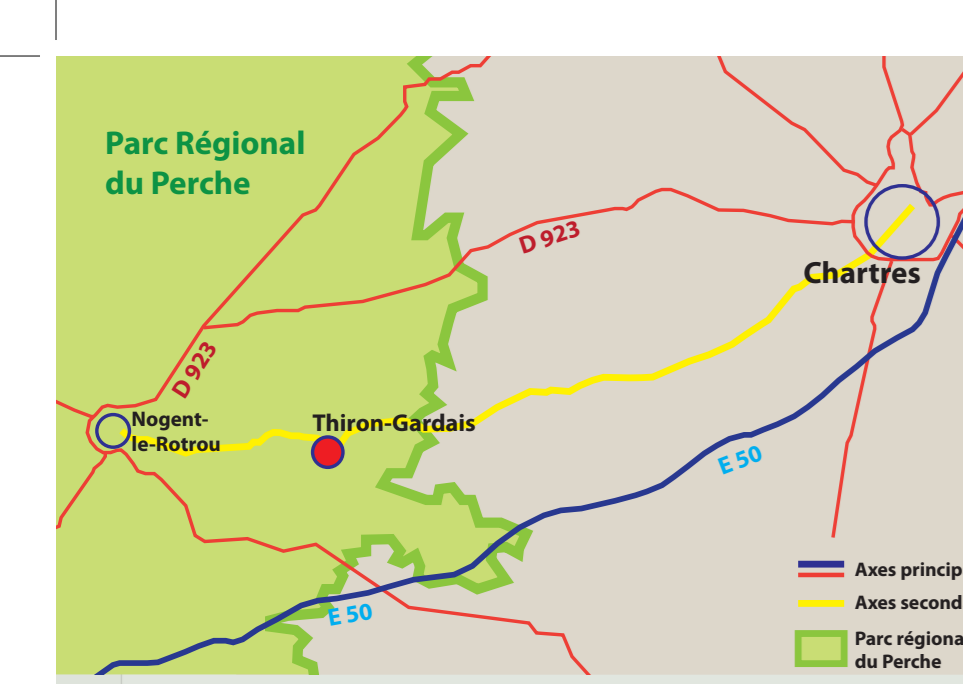 Parc Régional
du Perche
D 923
Chartres
D 923
Nogent-
le-Rotrou
Thiron-Gardais
E 50
E 50
Axes princip
Axes second
Parc régiona
du Perche